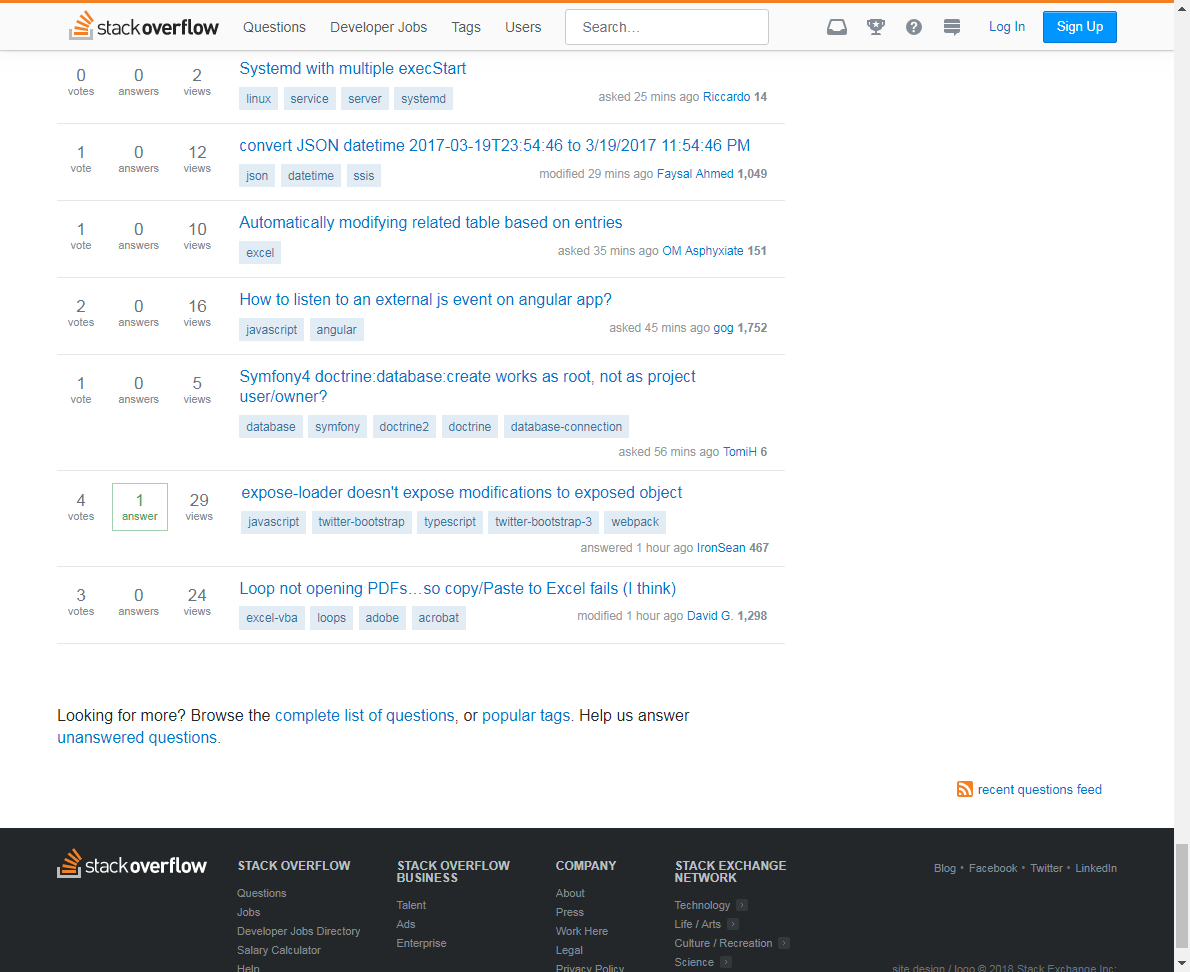 stack overflow Questions Developer Jobs Tags Users Search... Log In Sign Up
0 0 2 Systemd with multiple execStart
votes answers views
linux service server systemd asked 25 mins ago Riccardo 14
1 0 12 convert JSON datetime 2017-03-19T23:54:46 to 3/19/2017 11:54:46 PM
vote answers views
json datetime ssis modified 29 mins ago Faysal Ahmed 1,049
1 0 10 Automatically modifying related table based on entries
vote answers views
excel asked 35 mins ago OM Asphyxiate 151
2 0 16 How to listen to an external js event on angular app?
votes answers views
javascript angular asked 45 mins ago gog 1,752
1 0 5 Symfony4 doctrine:database:create works as root, not as project
vote answers views user/owner?
database symfony doctrine2 doctrine database-connection
asked 56 mins ago TomiH 6
4 1 29 expose-loader doesn't expose modifications to exposed object
votes answer views
javascript twitter-bootstrap typescript twitter-bootstrap-3 webpack
answered 1 hour ago IronSean 467
3 0 24 Loop not opening PDFs...so copy/Paste to Excel fails (I think)
votes answers views
excel-vba loops adobe acrobat modified 1 hour ago David G. 1,298
Looking for more? Browse the complete list of questions, or popular tags. Help us answer
unanswered questions.
recent questions feed
stack overflow
STACK OVERFLOW
Questions
Jobs
Developer Jobs Directory
Salary Calculator
Help
STACK OVERFLOW
BUSINESS
Talent
Ads
Enterprise
COMPANY
About
Press
Work Here
Legal
Privacy Policy
STACK EXCHANGE
NETWORK
Technology
Life / Arts
Culture / Recreation
Science
Blog • Facebook • Twitter • LinkedIn
site design / logo © 2018 Stack Exchange Inc;